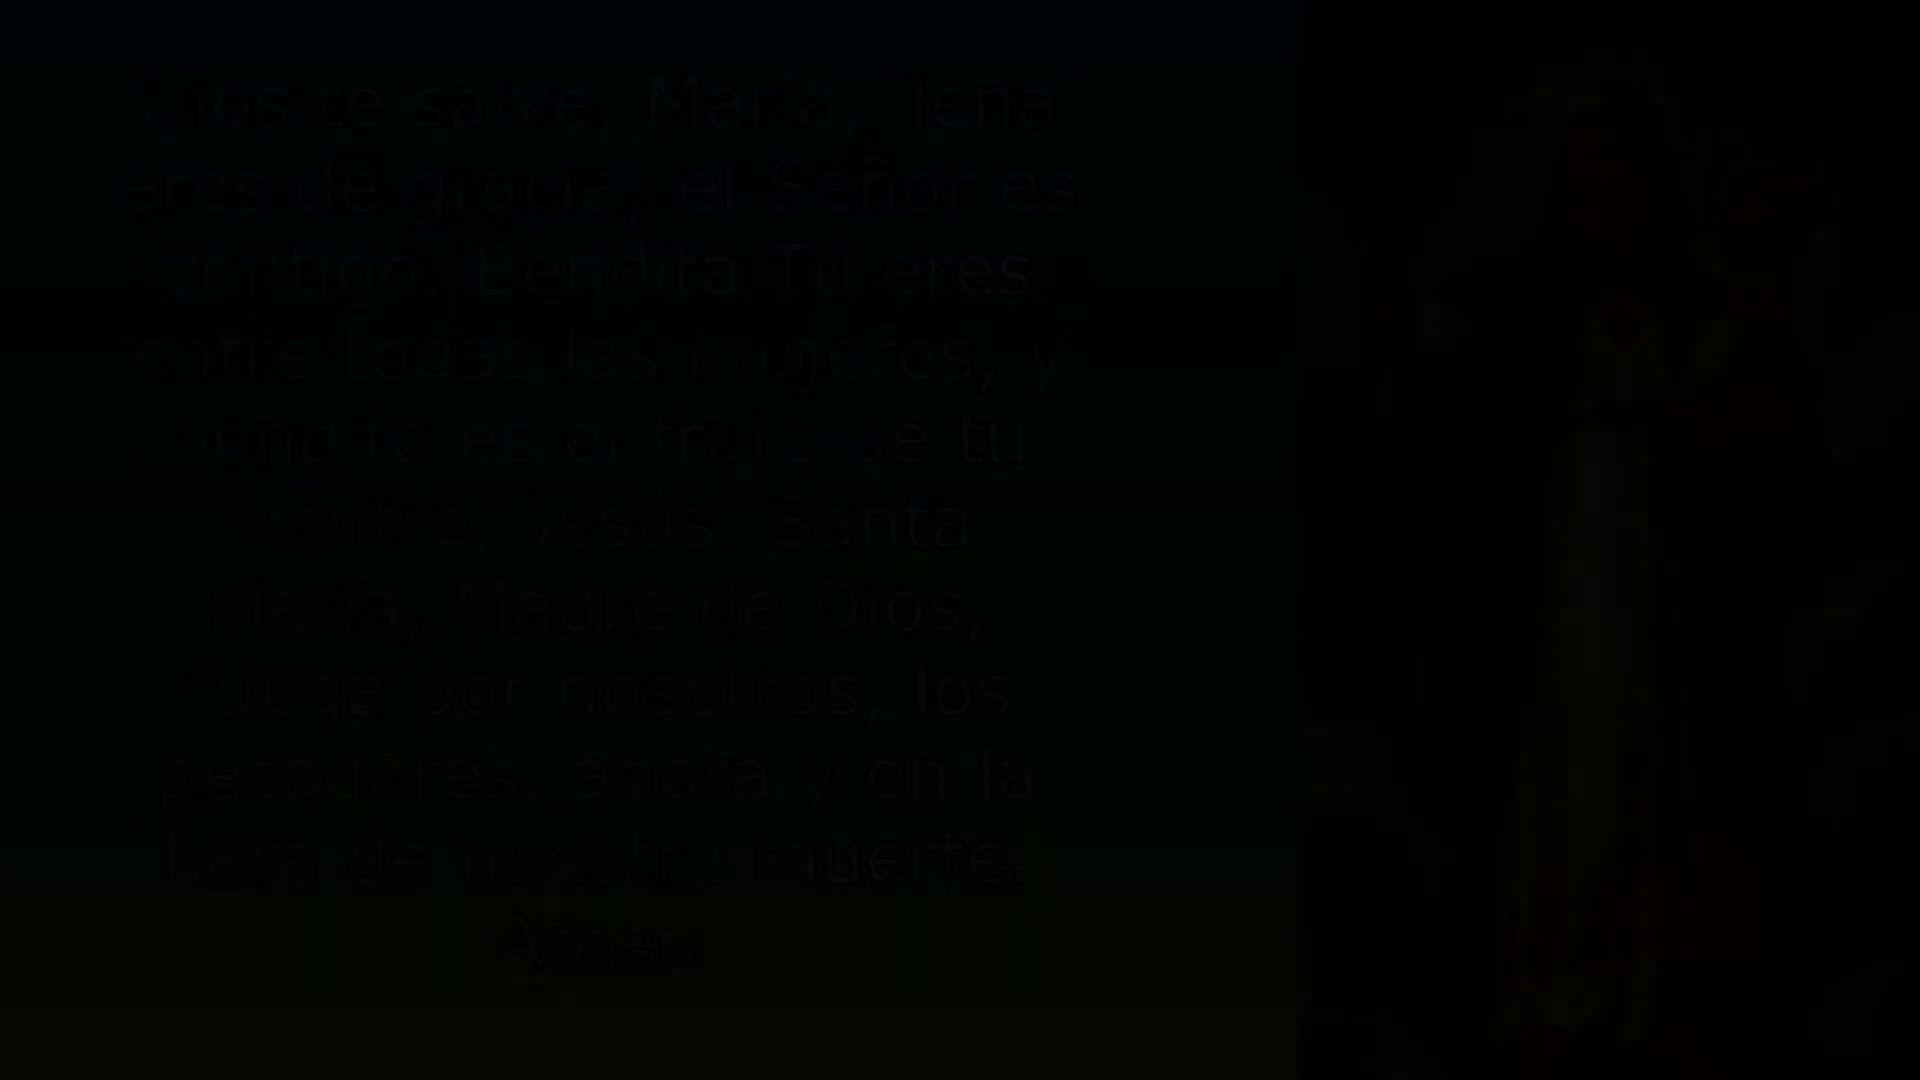 Dios te salve, María, llena
eres de gracia; el Señor es
contigo. Bendita Tú eres
entre todas las mujeres, y
bendito es el fruto de tu
vientre, Jesús. Santa
María, Madre de Dios,
ruega por nosotros, los
pecadores, ahora y en la
hora de nuestra muerte.
Amen